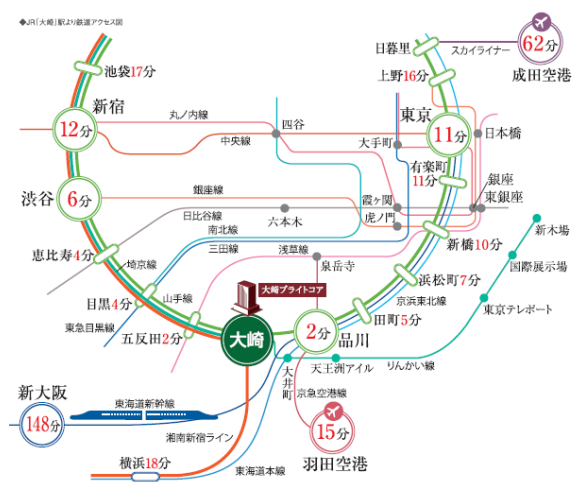 ◆JR「大崎」駅より鉄道アクセス図
日暮里
スカイライナー
62分
成田空港
池袋17分
上野16分
新宿
12分
丸ノ内線
中央線
四谷
大手町
東京
11分
日本橋
有楽町
11分
渋谷
6分
銀座線
日比谷線
六本木
霞ヶ関
虎ノ門
銀座
東銀座
南北線
三田線
浅草線
泉岳寺
新橋10分
新木場
恵比寿4分
埼京線
国際展示場
浜松町7分
目黒4分
山手線
大崎ブライトコア
京浜東北線
東京テレポート
東急目黒線
五反田2分
大崎
2分
品川
田町5分
大井町
天王洲アイル
りんかい線
新大阪
148分
東海道新幹線
京急空港線
湘南新宿ライン
15分
羽田空港
横浜18分
東海道本線